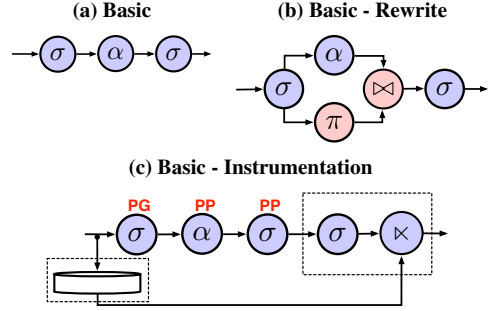 (a) Basic
σ α σ
(b) Basic - Rewrite
α
σ ⋈ σ
π
(c) Basic - Instrumentation
PG PP PP
σ α σ σ ⋉